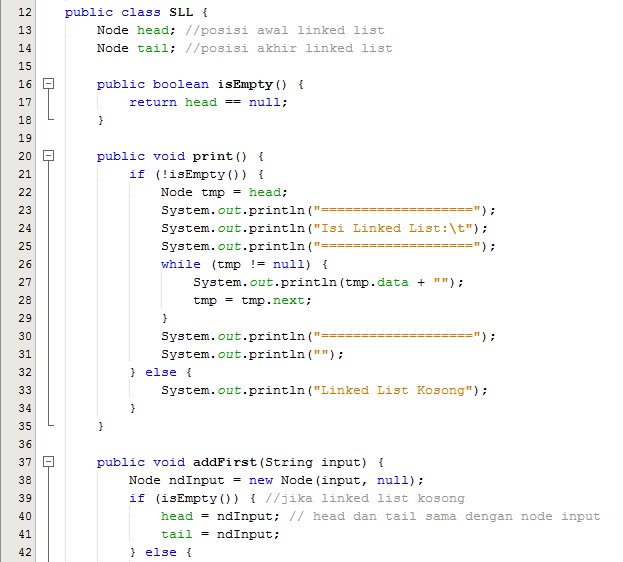 12 public class SLL {
13 Node head; //posisi awal linked list
14 Node tail; //posisi akhir linked list
15
16 public boolean isEmpty() {
17 return head == null;
18 }
19
20 public void print() {
21 if (!isEmpty()) {
22 Node tmp = head;
23 System.out.println("===================");
24 System.out.println("Isi Linked List:\t");
25 System.out.println("===================");
26 while (tmp != null) {
27 System.out.println(tmp.data + "");
28 tmp = tmp.next;
29 }
30 System.out.println("===================");
31 System.out.println("");
32 } else {
33 System.out.println("Linked List Kosong");
34 }
35 }
36
37 public void addFirst(String input) {
38 Node ndInput = new Node(input, null);
39 if (isEmpty()) { //jika linked list kosong
40 head = ndInput; // head dan tail sama dengan node input
41 tail = ndInput;
42 } else {